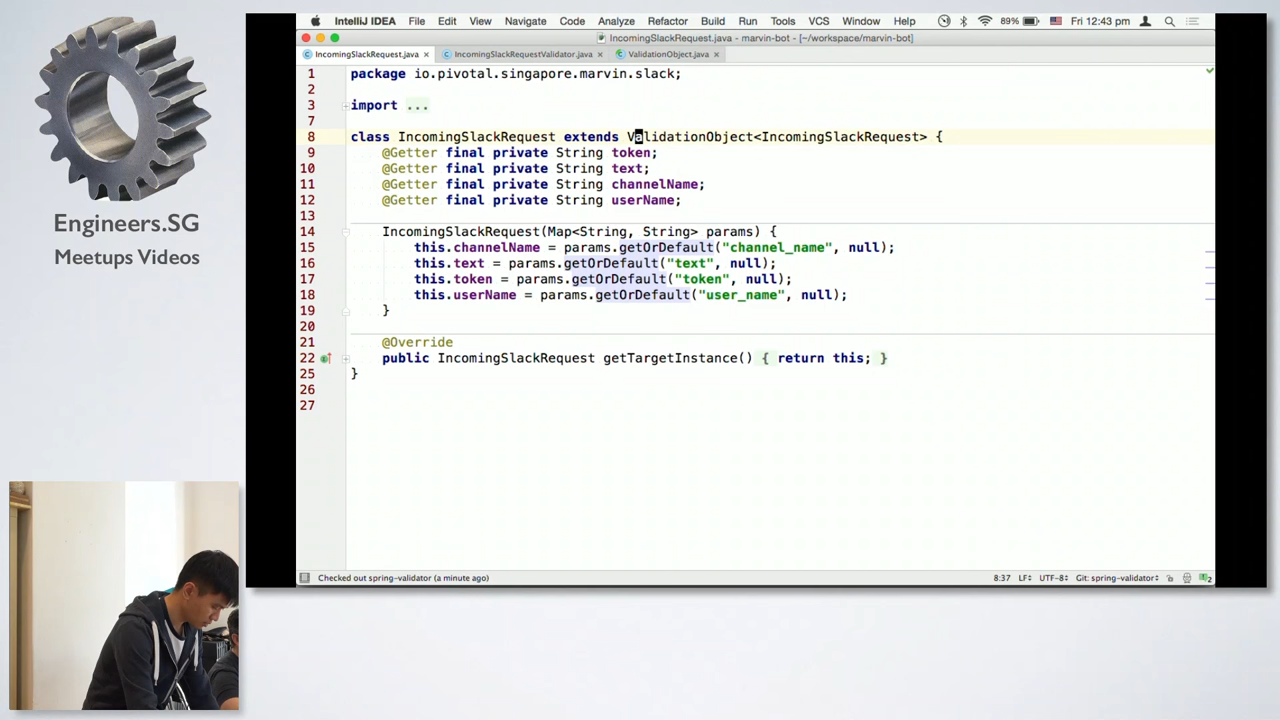 IntelliJ IDEA File Edit View Navigate Code Analyze Refactor Build Run Tools VCS Window Help 89% Fri 12:43 pm
IncomingSlackRequest.java - marvin-bot - [~/workspace/marvin-bot]
IncomingSlackRequest.java × IncomingSlackRequestValidator.java × ValidationObject.java ×
1 package io.pivotal.singapore.marvin.slack;
2
3 import ...
7
8 class IncomingSlackRequest extends ValidationObject<IncomingSlackRequest> {
9 @Getter final private String token;
10 @Getter final private String text;
11 @Getter final private String channelName;
12 @Getter final private String userName;
13
14 IncomingSlackRequest(Map<String, String> params) {
15 this.channelName = params.getOrDefault("channel_name", null);
16 this.text = params.getOrDefault("text", null);
17 this.token = params.getOrDefault("token", null);
18 this.userName = params.getOrDefault("user_name", null);
19 }
20
21 @Override
22 public IncomingSlackRequest getTargetInstance() { return this; }
25 }
26
27
Checked out spring-validator (a minute ago) 8:37 LF÷ UTF-8÷ Git: spring-validator÷ 2
Engineers.SG
Meetups Videos